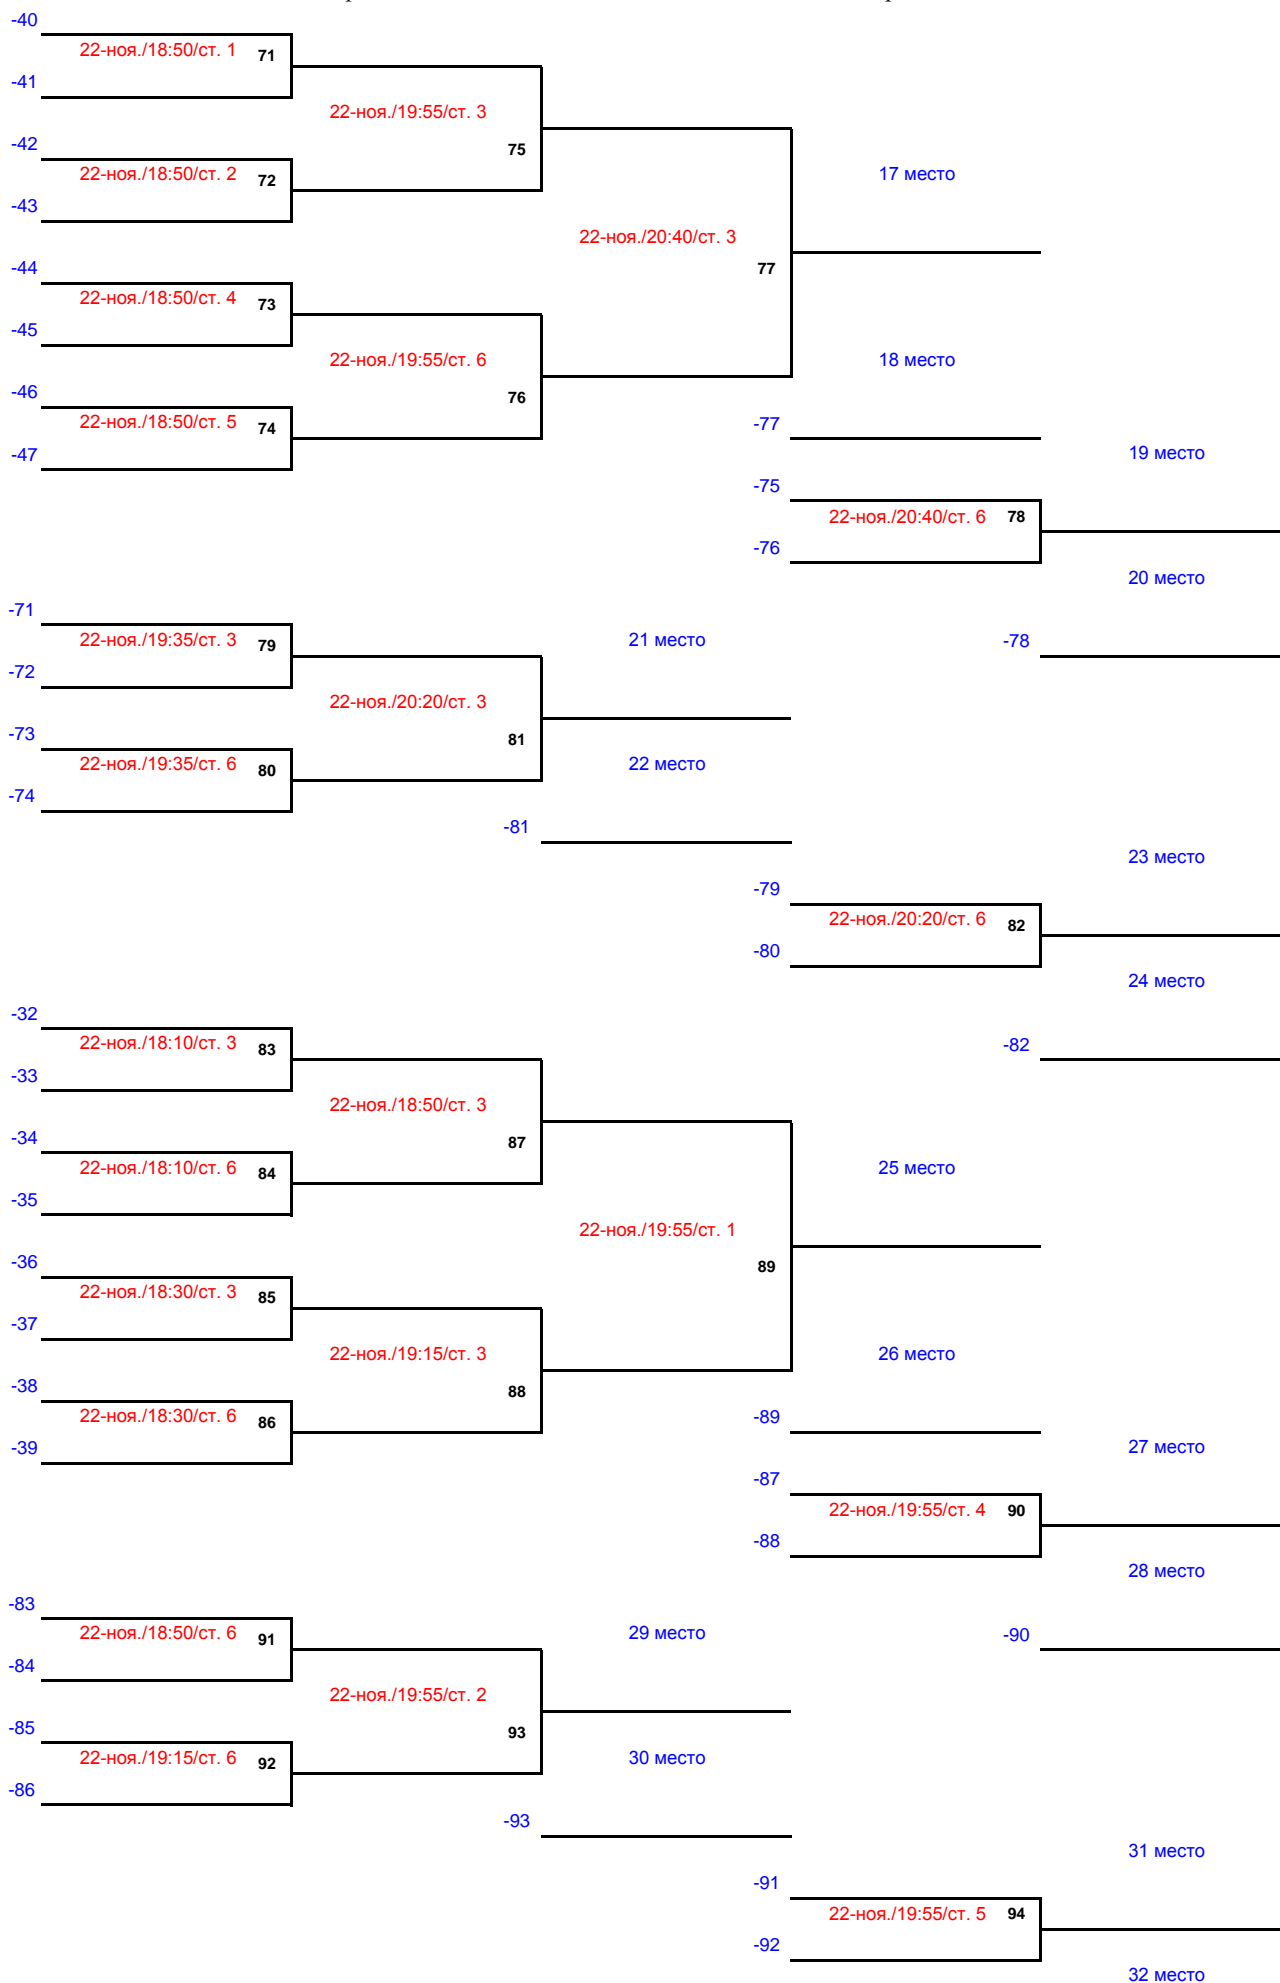 -40
22-ноя./18:50/ст. 1 71
-41
22-ноя./19:55/ст. 3
75
-42
22-ноя./18:50/ст. 2 72
17 место
-43
22-ноя./20:40/ст. 3
77
-44
22-ноя./18:50/ст. 4 73
-45
22-ноя./19:55/ст. 6
18 место
76
-46
22-ноя./18:50/ст. 5 74
-77
-47
19 место
-75
22-ноя./20:40/ст. 6 78
-76
20 место
-71
22-ноя./19:35/ст. 3 79
21 место
-78
-72
22-ноя./20:20/ст. 3
81
-73
22-ноя./19:35/ст. 6 80
22 место
-74
-81
23 место
-79
22-ноя./20:20/ст. 6 82
-80
24 место
-32
22-ноя./18:10/ст. 3 83
-82
-33
22-ноя./18:50/ст. 3
87
-34
22-ноя./18:10/ст. 6 84
25 место
-35
22-ноя./19:55/ст. 1
89
-36
22-ноя./18:30/ст. 3 85
-37
22-ноя./19:15/ст. 3
26 место
88
-38
22-ноя./18:30/ст. 6 86
-89
-39
27 место
-87
22-ноя./19:55/ст. 4 90
-88
28 место
-83
22-ноя./18:50/ст. 6 91
29 место
-90
-84
22-ноя./19:55/ст. 2
93
-85
22-ноя./19:15/ст. 6 92
30 место
-86
-93
31 место
-91
22-ноя./19:55/ст. 5 94
-92
32 место